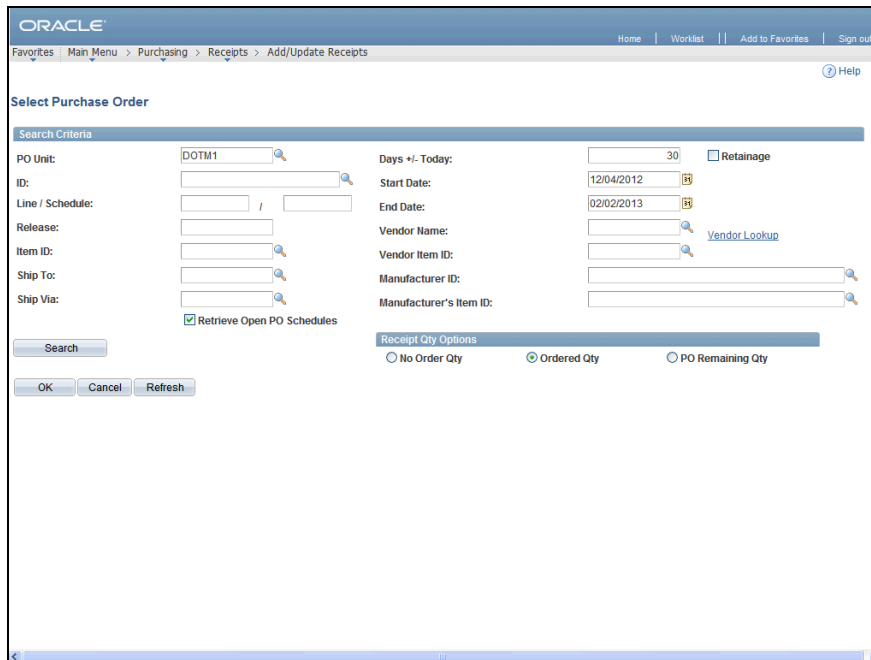 ORACLE
Home | Worklist || Add to Favorites | Sign out
Favorites Main Menu > Purchasing > Receipts > Add/Update Receipts
? Help
Select Purchase Order
Search Criteria
PO Unit: DOTM1 Days +/- Today: 30 Retainage
ID: Start Date: 12/04/2012
Line / Schedule: / End Date: 02/02/2013
Release: Vendor Name: Vendor Lookup
Item ID: Vendor Item ID:
Ship To: Manufacturer ID:
Ship Via: Manufacturer's Item ID:
Retrieve Open PO Schedules
Search
Receipt Qty Options
No Order Qty Ordered Qty PO Remaining Qty
OK Cancel Refresh